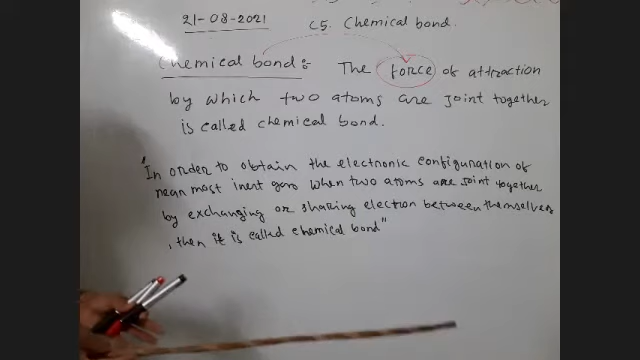 21-08-2021 C5. Chemical bond.
Chemical bond: The force of attraction
by which two atoms are joint together
is called chemical bond.
"In order to obtain the electronic configuration of
near most inert gas when two atoms are joint together
by exchanging or sharing electron between themselves
, then it is called chemical bond"